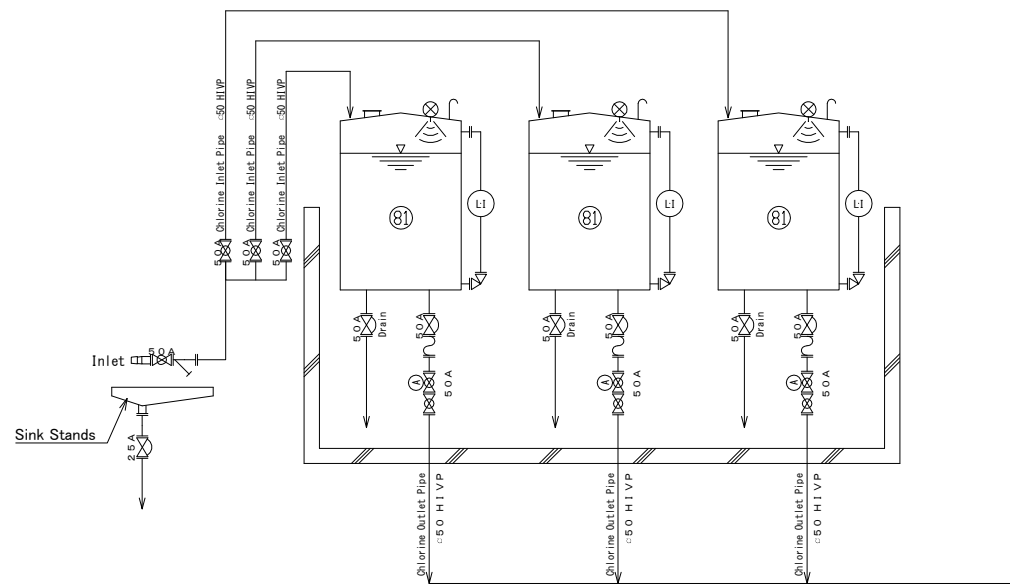 Chlorine Inlet Pipe □50 HIVP
Chlorine Inlet Pipe □50 HIVP
Chlorine Inlet Pipe □50 HIVP
50A
50A
50A
81
L·I
81
L·I
81
L·I
Inlet
50A
Sink Stands
25A
50A
Drain
50A
A
50A
50A
Drain
50A
A
50A
50A
Drain
50A
A
50A
Chlorine Outlet Pipe
□50 HIVP
Chlorine Outlet Pipe
□50 HIVP
Chlorine Outlet Pipe
□50 HIVP